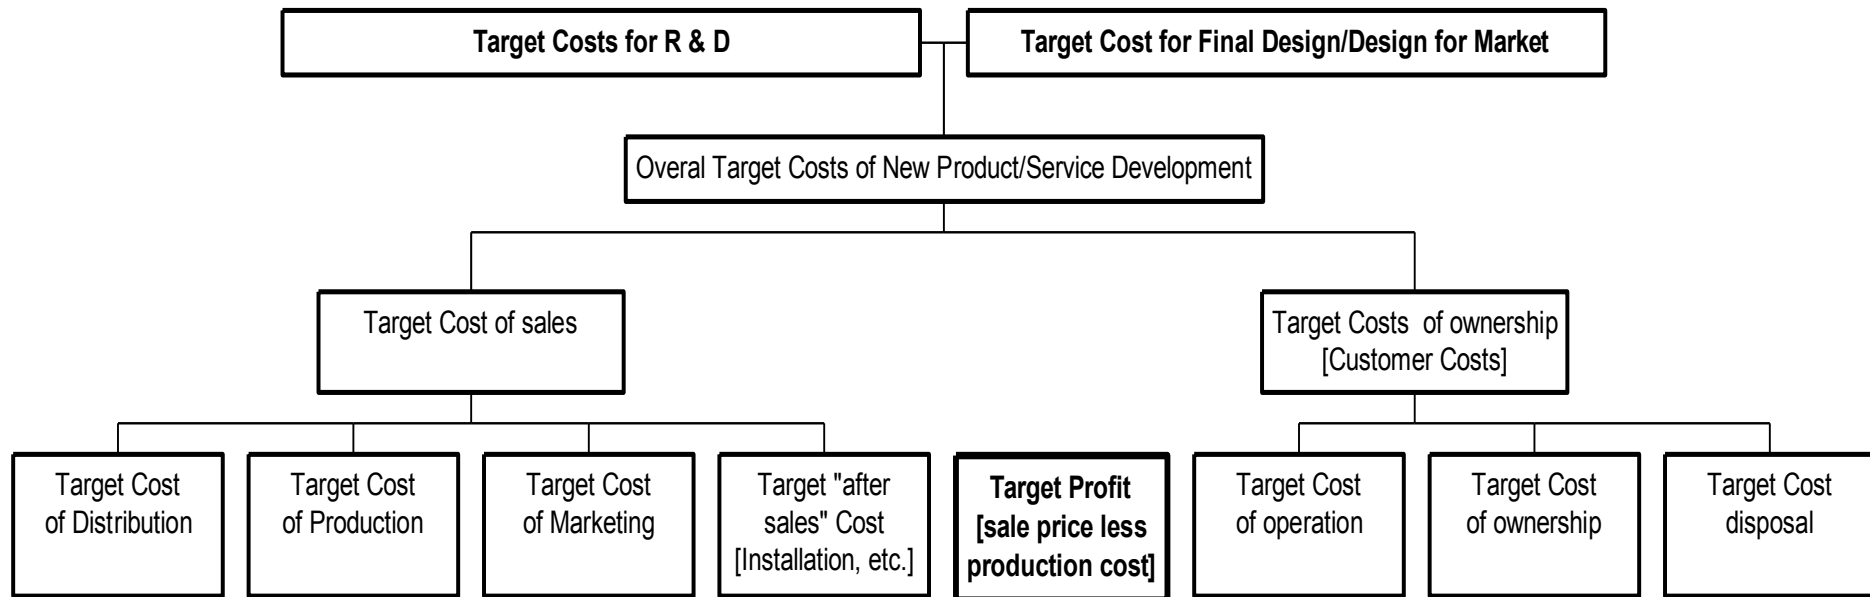 Target Costs for R & D
Target Cost for Final Design/Design for Market
Overal Target Costs of New Product/Service Development
Target Cost of sales
Target Costs of ownership
[Customer Costs]
Target Cost
of Distribution
Target Cost
of Production
Target Cost
of Marketing
Target "after
sales" Cost
[Installation, etc.]
Target Profit
[sale price less
production cost]
Target Cost
of operation
Target Cost
of ownership
Target Cost
disposal